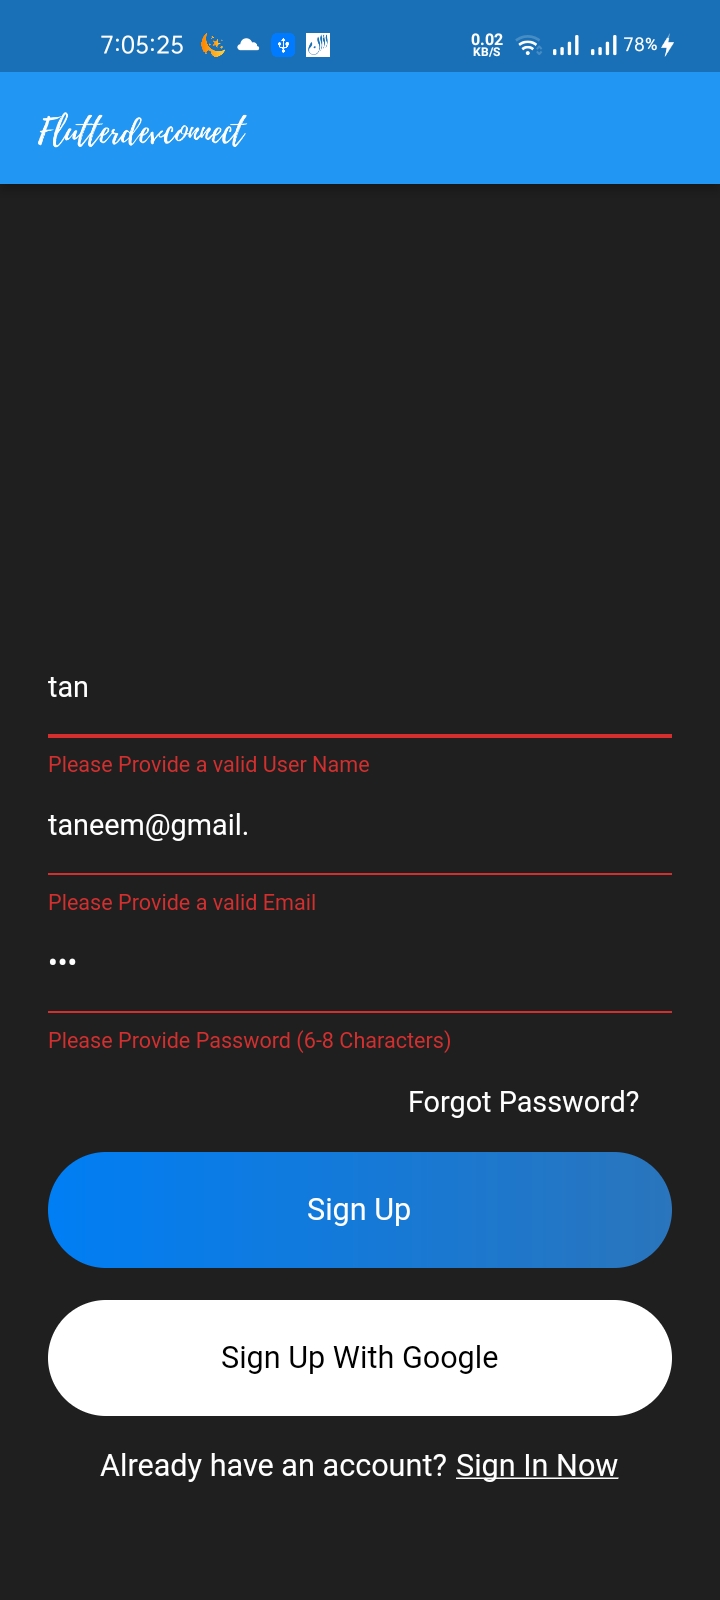 7:05:25 0.02 KB/S 78%
Flutterdevconnect
tan
Please Provide a valid User Name
taneem@gmail.
Please Provide a valid Email
•••
Please Provide Password (6-8 Characters)
Forgot Password?
Sign Up
Sign Up With Google
Already have an account? Sign In Now